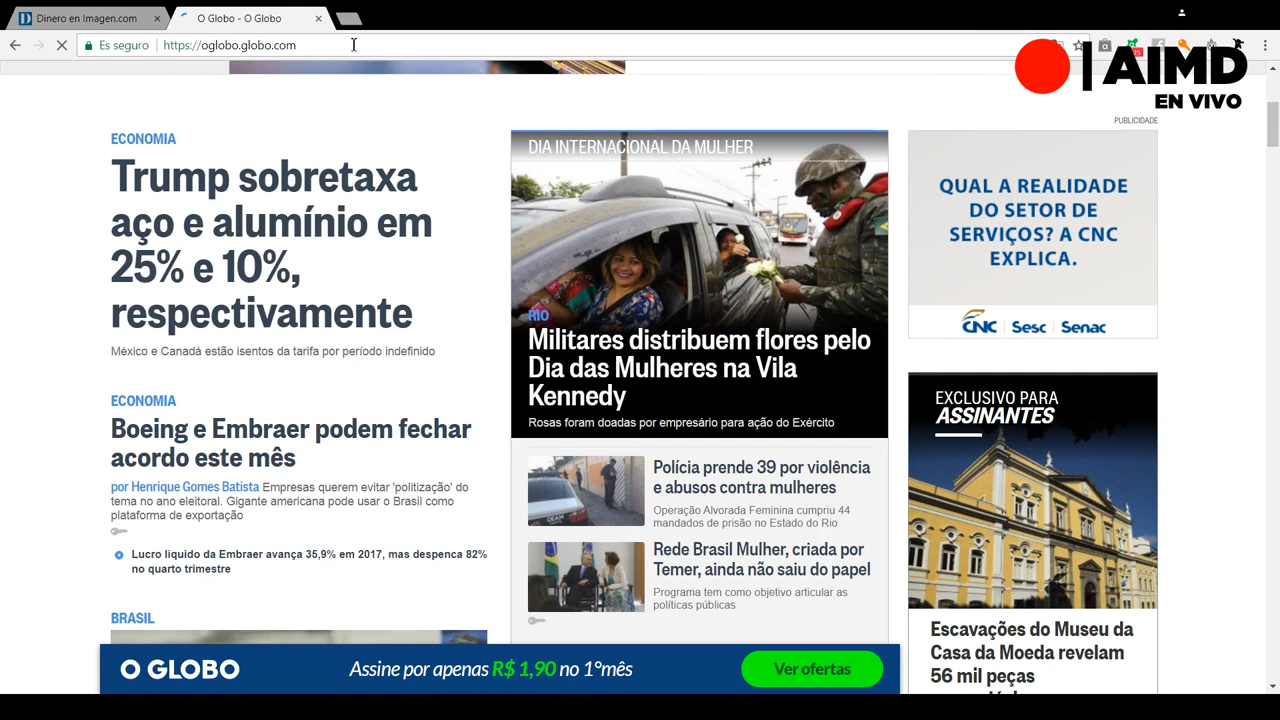 Dinero en Imagen.com
O Globo - O Globo
Es seguro
https://oglobo.globo.com
AIMD
EN VIVO
ECONOMIA
Trump sobretaxa
aço e alumínio em
25% e 10%,
respectivamente
México e Canadá estão isentos da tarifa por período indefinido
ECONOMIA
Boeing e Embraer podem fechar
acordo este mês
por Henrique Gomes Batista Empresas querem evitar 'politização' do
tema no ano eleitoral. Gigante americana pode usar o Brasil como
plataforma de exportação
Lucro liquido da Embraer avança 35,9% em 2017, mas despenca 82%
no quarto trimestre
BRASIL
DIA INTERNACIONAL DA MULHER
RIO
Militares distribuem flores pelo
Dia das Mulheres na Vila
Kennedy
Rosas foram doadas por empresário para ação do Exército
Polícia prende 39 por violência
e abusos contra mulheres
Operação Alvorada Feminina cumpriu 44
mandados de prisão no Estado do Rio
Rede Brasil Mulher, criada por
Temer, ainda não saiu do papel
Programa tem como objetivo articular as
políticas públicas
PUBLICIDADE
QUAL A REALIDADE
DO SETOR DE
SERVIÇOS? A CNC
EXPLICA.
CNC Sesc Senac
EXCLUSIVO PARA
ASSINANTES
Escavações do Museu da
Casa da Moeda revelam
56 mil peças
O GLOBO
Assine por apenas R$ 1,90 no 1°mês
Ver ofertas